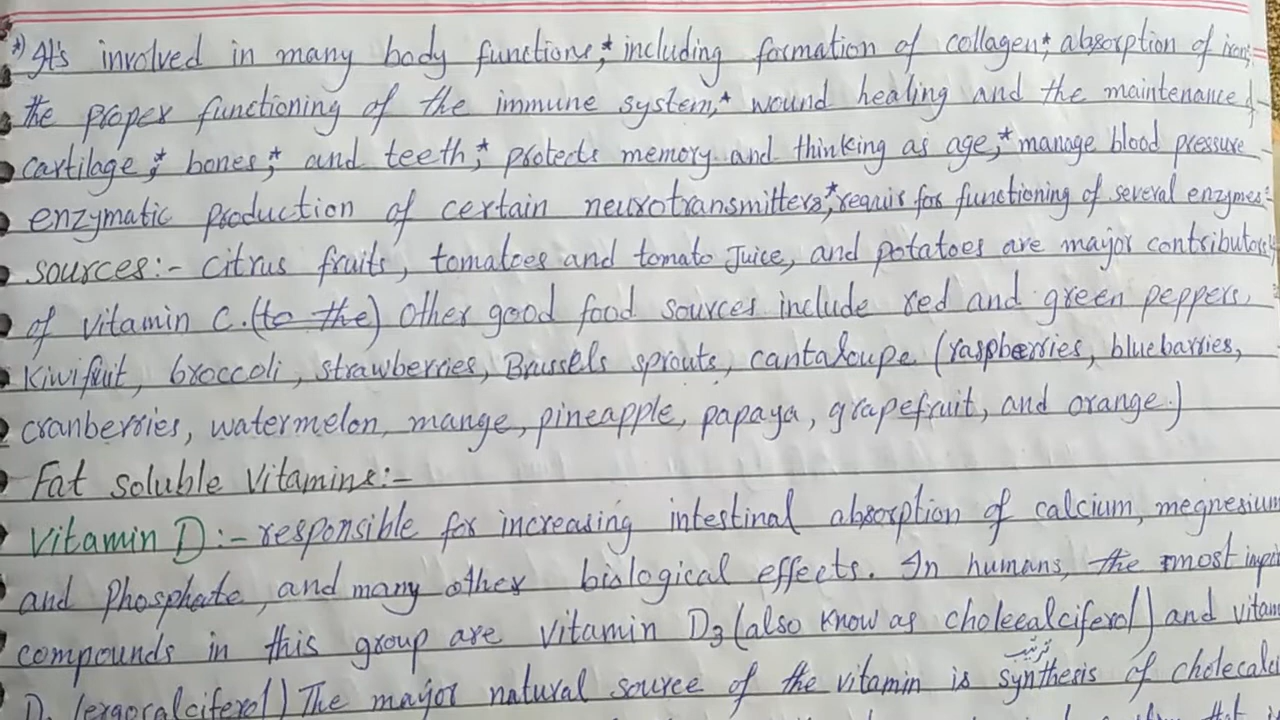 *) It's involved in many body functions,* including formation of collagen* absorption of iron,
the proper functioning of the immune system,* wound healing and the maintenance of
cartilage,* bones,* and teeth,* protects memory and thinking as age,* manage blood pressure
enzymatic production of certain neurotransmitters,* requir for functioning of several enzymes
sources:- citrus fruits, tomatoes and tomato Juice, and potatoes are major contributors
of vitamin C. (to the) Other good food sources include red and green peppers,
Kiwifruit, broccoli, strawberries, Brussels sprouts, cantaloupe (raspberries, bluebarries,
cranberries, watermelon, mange, pineapple, papaya, grapefruit, and orange.)
Fat soluble Vitamins:-
Vitamin D:- responsible for increasing intestinal absorption of calcium, megnesium
and Phosphate, and many other biological effects. In humans, the most imp
compounds in this group are Vitamin D3 (also know as cholecalciferol) and vitam
ترتیب
D (ergocalciferol) The major natural source of the vitamin is synthesis of cholecal